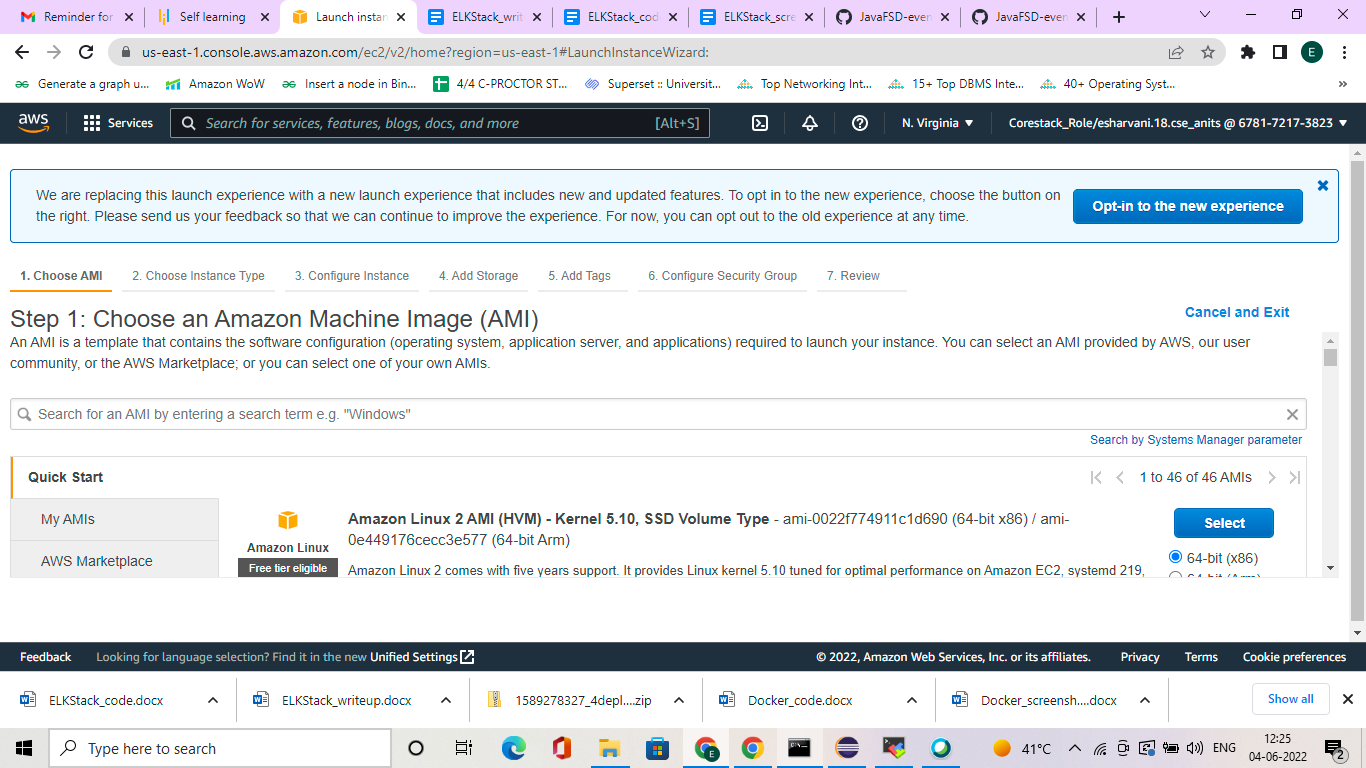 Reminder for
Self learning
Launch instan
ELKStack_writ
ELKStack_cod
ELKStack_scre
JavaFSD-even
JavaFSD-even
us-east-1.console.aws.amazon.com/ec2/v2/home?region=us-east-1#LaunchInstanceWizard:
E
Generate a graph u...
Amazon WoW
Insert a node in Bin...
4/4 C-PROCTOR ST...
Superset :: Universit...
Top Networking Int...
15+ Top DBMS Inte...
40+ Operating Syst...
»
aws
Services
Search for services, features, blogs, docs, and more
[Alt+S]
N. Virginia
Corestack_Role/esharvani.18.cse_anits @ 6781-7217-3823
We are replacing this launch experience with a new launch experience that includes new and updated features. To opt in to the new experience, choose the button on
the right. Please send us your feedback so that we can continue to improve the experience. For now, you can opt out to the old experience at any time.
Opt-in to the new experience
1. Choose AMI
2. Choose Instance Type
3. Configure Instance
4. Add Storage
5. Add Tags
6. Configure Security Group
7. Review
Step 1: Choose an Amazon Machine Image (AMI)
Cancel and Exit
An AMI is a template that contains the software configuration (operating system, application server, and applications) required to launch your instance. You can select an AMI provided by AWS, our user
community, or the AWS Marketplace; or you can select one of your own AMIs.
Search for an AMI by entering a search term e.g. "Windows"
Search by Systems Manager parameter
Quick Start
1 to 46 of 46 AMIs
My AMIs
AWS Marketplace
Amazon Linux
Free tier eligible
Amazon Linux 2 AMI (HVM) - Kernel 5.10, SSD Volume Type - ami-0022f774911c1d690 (64-bit x86) / ami-
0e449176cecc3e577 (64-bit Arm)
Amazon Linux 2 comes with five years support. It provides Linux kernel 5.10 tuned for optimal performance on Amazon EC2, systemd 219,
Select
64-bit (x86)
64-bit (Arm)
Feedback
Looking for language selection? Find it in the new Unified Settings
© 2022, Amazon Web Services, Inc. or its affiliates.
Privacy
Terms
Cookie preferences
ELKStack_code.docx
ELKStack_writeup.docx
1589278327_4depl....zip
Docker_code.docx
Docker_screensh....docx
Show all
Type here to search
E
41°C
ENG
12:25
04-06-2022
2